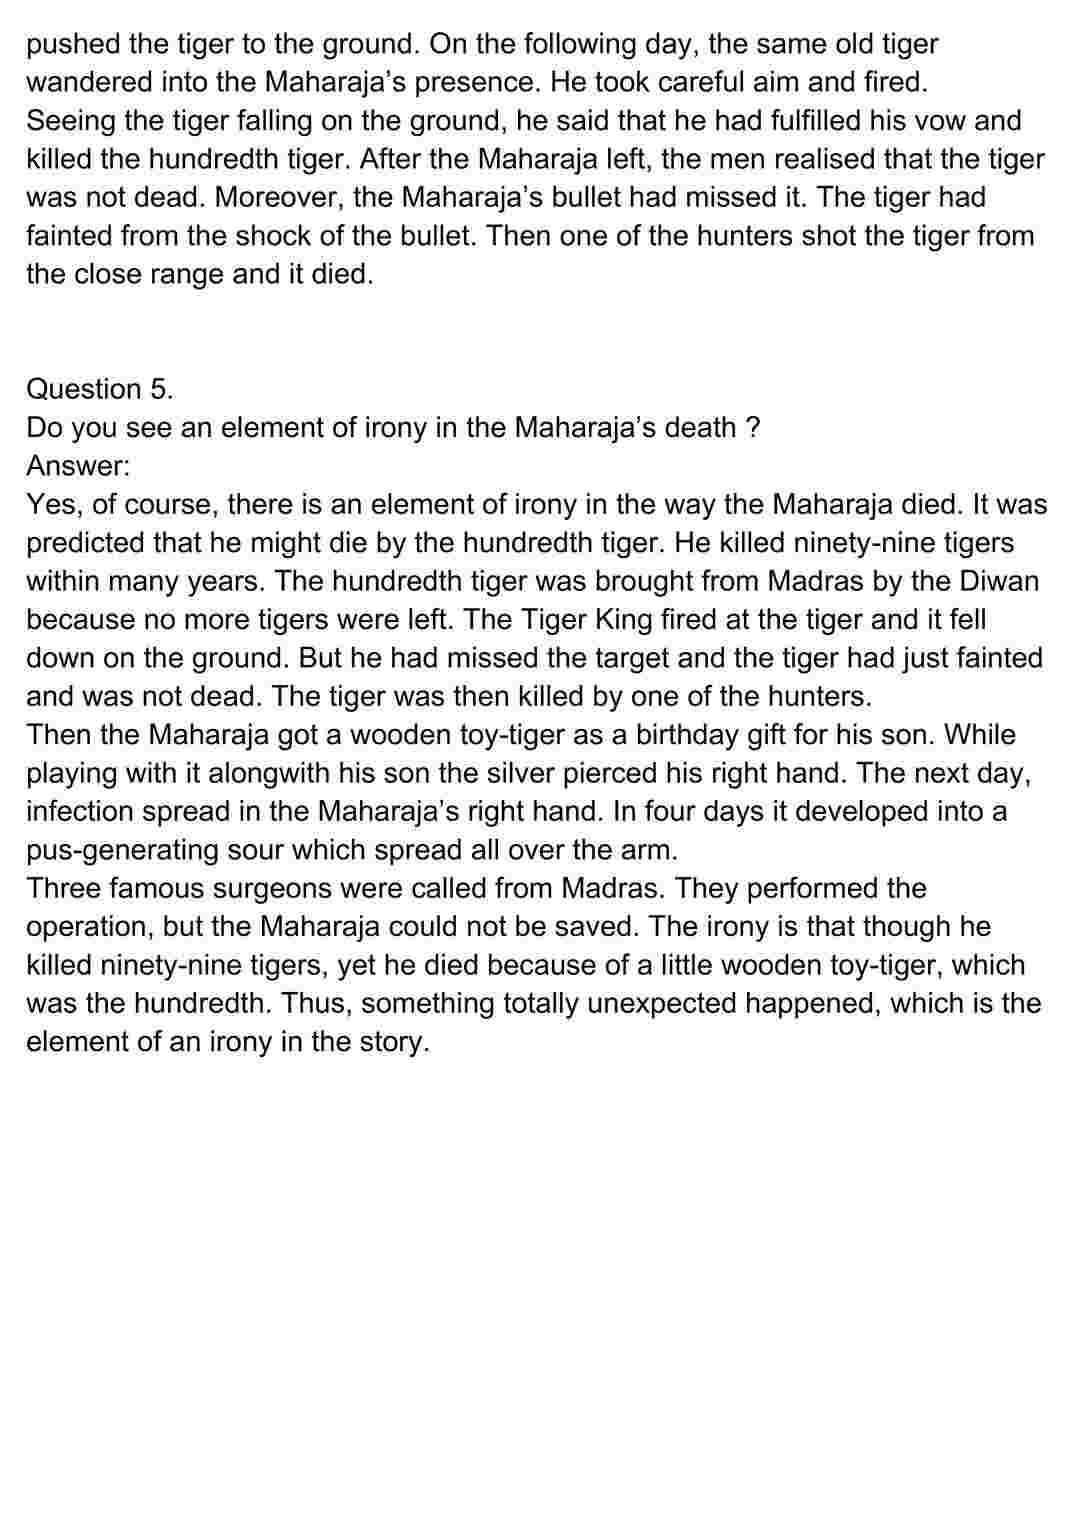 pushed the tiger to the ground. On the following day, the same old tiger
wandered into the Maharaja’s presence. He took careful aim and fired.
Seeing the tiger falling on the ground, he said that he had fulfilled his vow and
killed the hundredth tiger. After the Maharaja left, the men realised that the tiger
was not dead. Moreover, the Maharaja’s bullet had missed it. The tiger had
fainted from the shock of the bullet. Then one of the hunters shot the tiger from
the close range and it died.
Question 5.
Do you see an element of irony in the Maharaja’s death ?
Answer:
Yes, of course, there is an element of irony in the way the Maharaja died. It was
predicted that he might die by the hundredth tiger. He killed ninety-nine tigers
within many years. The hundredth tiger was brought from Madras by the Diwan
because no more tigers were left. The Tiger King fired at the tiger and it fell
down on the ground. But he had missed the target and the tiger had just fainted
and was not dead. The tiger was then killed by one of the hunters.
Then the Maharaja got a wooden toy-tiger as a birthday gift for his son. While
playing with it alongwith his son the silver pierced his right hand. The next day,
infection spread in the Maharaja’s right hand. In four days it developed into a
pus-generating sour which spread all over the arm.
Three famous surgeons were called from Madras. They performed the
operation, but the Maharaja could not be saved. The irony is that though he
killed ninety-nine tigers, yet he died because of a little wooden toy-tiger, which
was the hundredth. Thus, something totally unexpected happened, which is the
element of an irony in the story.